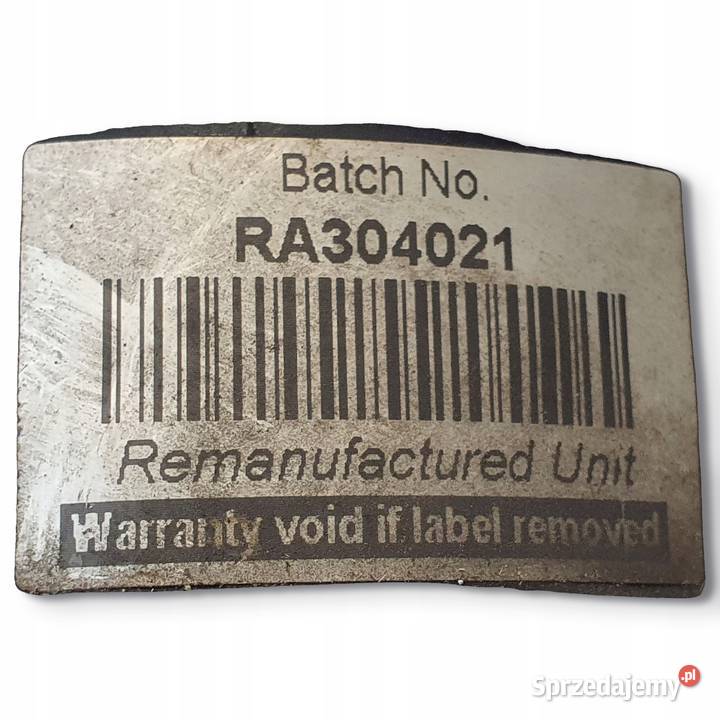 Batch No.
RA304021
Remanufactured Unit
Warranty void if label removed
Sprzedajemy.pl